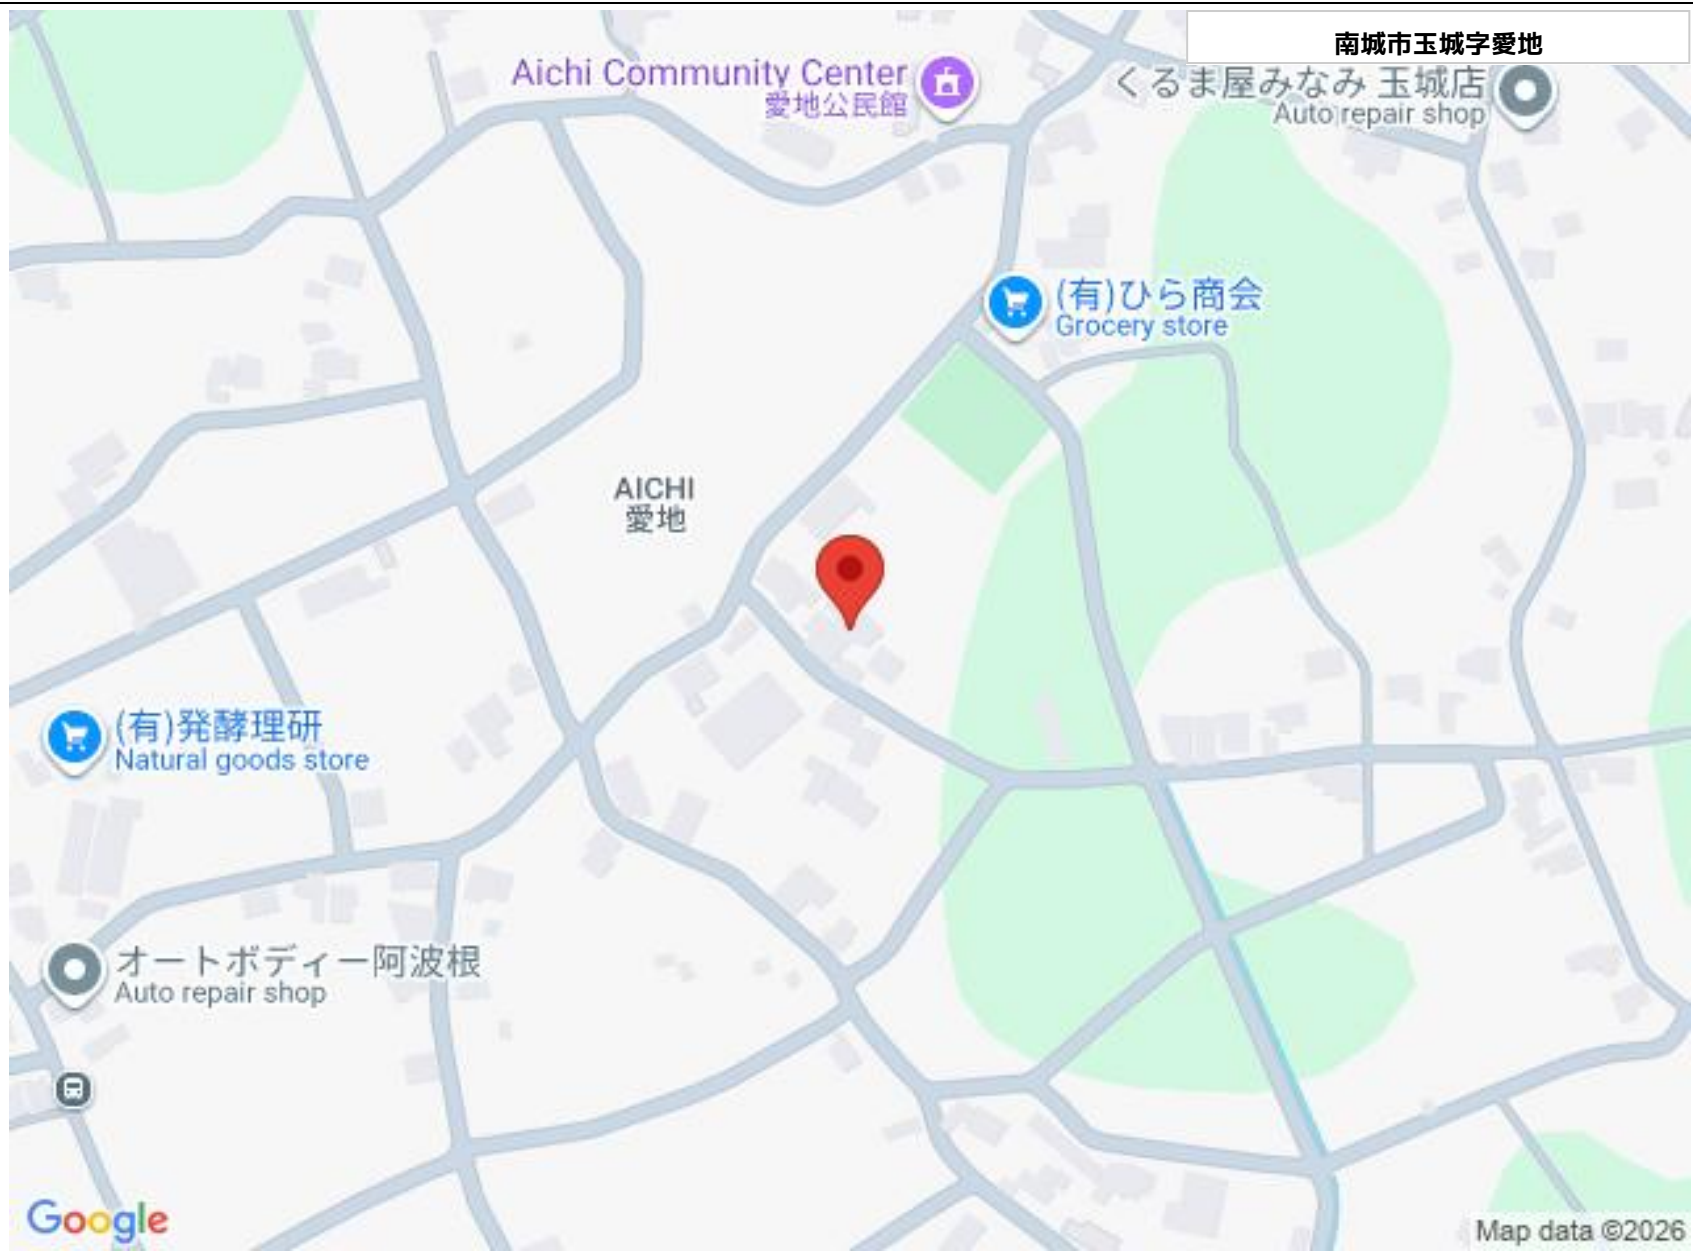 南城市玉城字愛地
Aichi Community Center
愛地公民館
くるま屋みなみ 玉城店
Auto repair shop
(有)ひら商会
Grocery store
AICHI
愛地
(有)発酵理研
Natural goods store
オートボディー阿波根
Auto repair shop
Google
Map data ©2026